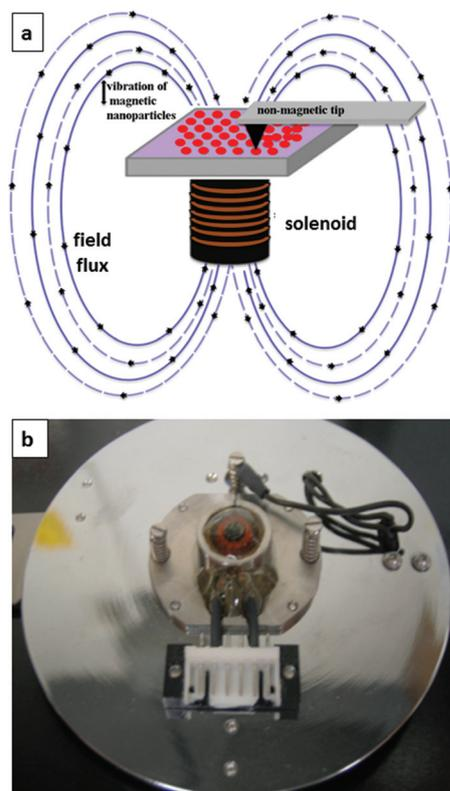 a
vibration of
magnetic
nanoparticles
non-magnetic tip
solenoid
field
flux
b